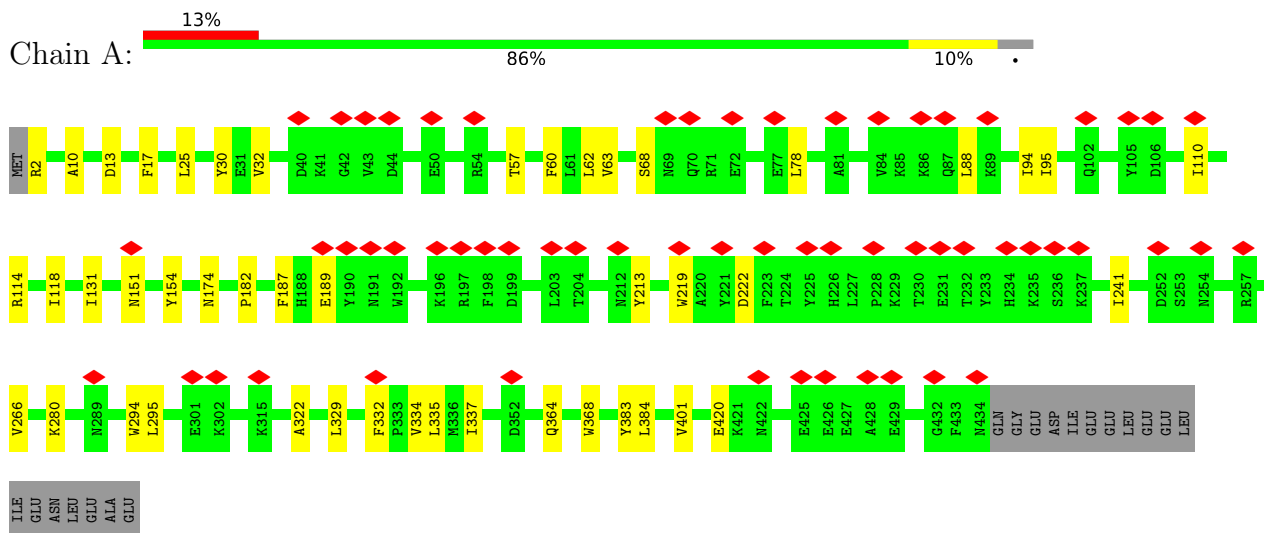 13%
Chain A:
86% 10% •
MET R2 A10 D13 F17 L25 Y30 E31 V32 D40 K41 G42 V43 D44 E50 R54 T57 F60 L61 L62 V63 S68 N69 Q70 R71 E72 E77 L78 A81 V84 K85 K86 Q87 L88 K89 I94 I95 Q102 Y105 D106 I110
R114 I118 I131 N151 Y154 N174 P182 F187 H188 E189 Y190 N191 W192 K196 R197 F198 D199 L203 T204 N212 Y213 W219 A220 Y221 D222 F223 T224 Y225 H226 L227 P228 K229 T230 E231 T232 Y233 H234 K235 S236 K237 I241 D252 S253 N254 R257
V266 K280 N289 W294 L295 E301 K302 K315 A322 L329 F332 P333 V334 L335 M336 I337 D352 Q364 W368 Y383 L384 V401 E420 K421 N422 E425 E426 E427 A428 E429 G432 F433 N434 GLN GLY GLU ASP ILE GLU GLU LEU GLU GLU LEU
ILE GLU ASN LEU GLU ALA GLU